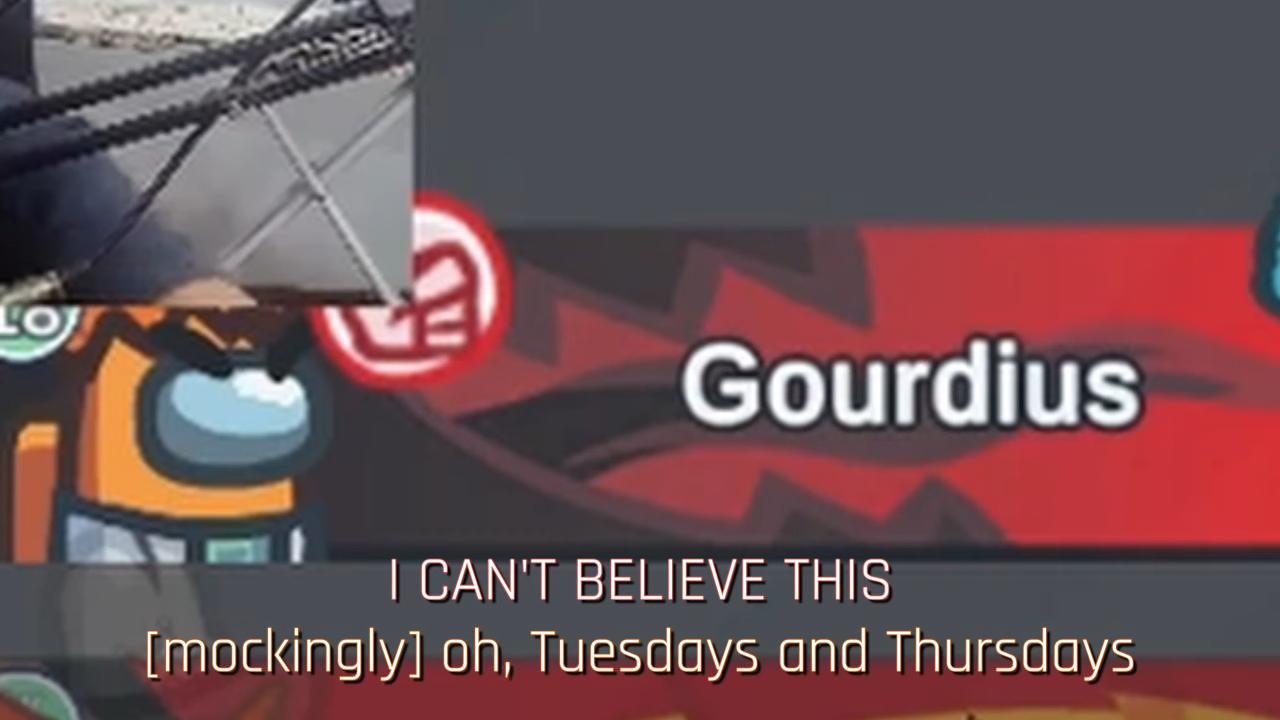 Gourdius
I CAN'T BELIEVE THIS
[mockingly] oh, Tuesdays and Thursdays